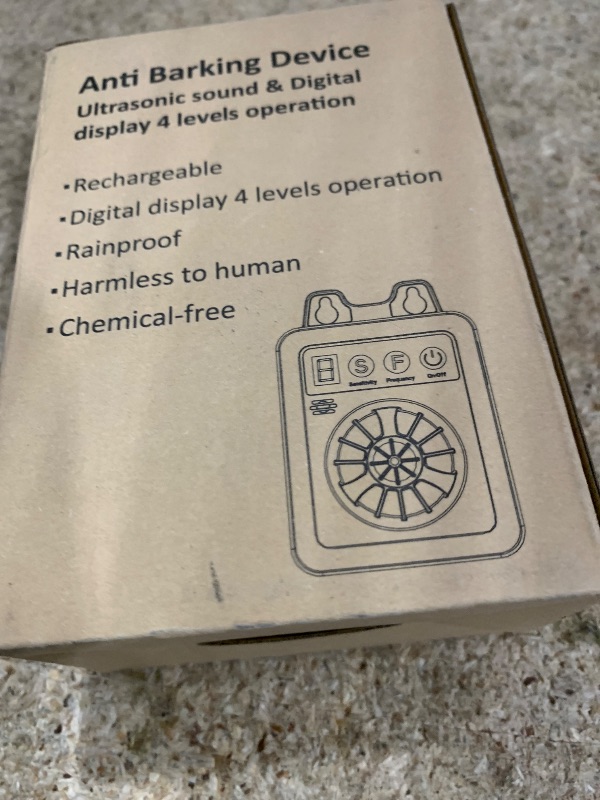 Anti Barking Device
Ultrasonic sound & Digital
display 4 levels operation
▪Rechargeable
▪Digital display 4 levels operation
▪Rainproof
▪Harmless to human
▪Chemical-free
8 S F
Sensitivity Frequency On/Off